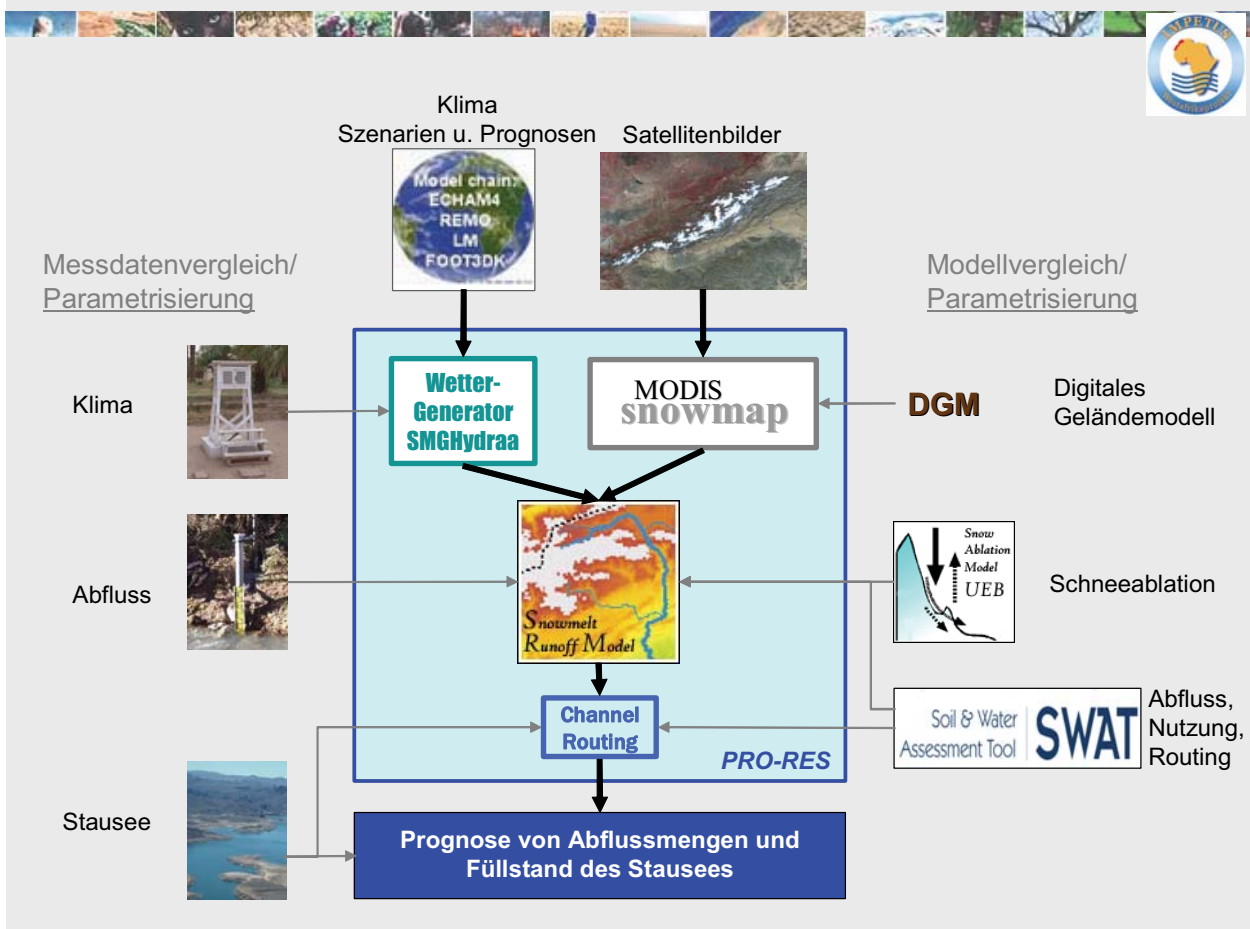 IMPETUS
Westafrikaprojekt
Klima
Szenarien u. Prognosen
Satellitenbilder
Model chain:
ECHAM4
REMO
LM
FOOT3DK
Messdatenvergleich/
Parametrisierung
Modellvergleich/
Parametrisierung
Klima
Wetter-
Generator
SMGHydraa
MODIS
snowmap
DGM
Digitales
Geländemodell
Abfluss
Snowmelt
Runoff Model
Snow
Ablation
Model
UEB
Schneeablation
Channel
Routing
PRO-RES
Soil & Water
Assessment Tool
SWAT
Abfluss,
Nutzung,
Routing
Stausee
Prognose von Abflussmengen und
Füllstand des Stausees